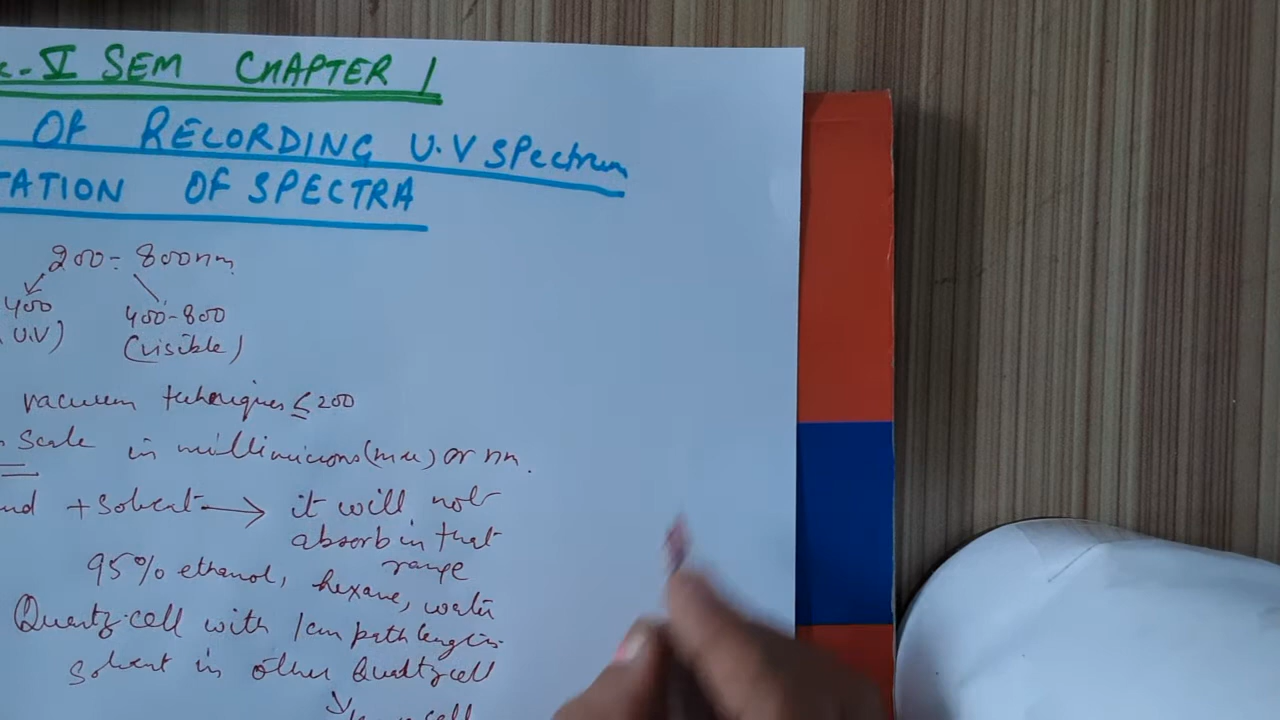 c. V SEM CHAPTER 1
OF RECORDING U.V SPectrum
TATION OF SPECTRA
200- 800nm
400 400-800
U.V) (visible)
vacuum techniques ≤ 200
Scale in millimicrons(mu) or nm.
nd + Solvent → it will not
absorb in that
range
95% ethanol, hexane, water
Quartz cell with 1cm path length
Solvent in other Quartz cell
cell